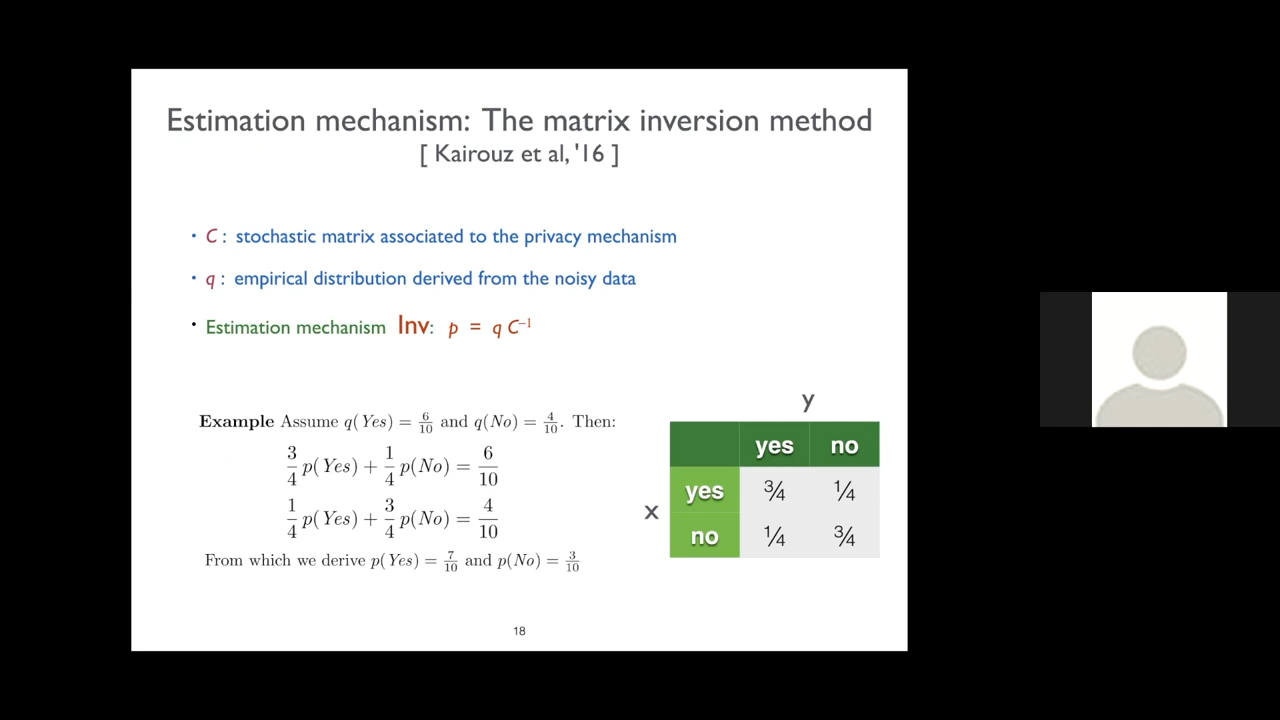 Estimation mechanism: The matrix inversion method
[ Kairouz et al, '16 ]
• C : stochastic matrix associated to the privacy mechanism
• q : empirical distribution derived from the noisy data
• Estimation mechanism Inv: p = q C⁻¹
Example Assume q(Yes) = 6/10 and q(No) = 4/10. Then:
3/4 p(Yes) + 1/4 p(No) = 6/10
1/4 p(Yes) + 3/4 p(No) = 4/10
From which we derive p(Yes) = 7/10 and p(No) = 3/10
y
yes no
x
yes ¾ ¼
no ¼ ¾
18